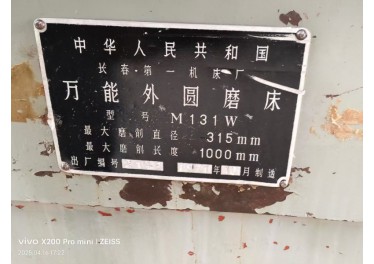 中华人民共和国
长春·第一机床厂
万能外圆磨床
型号 M131W
最大磨削直径 315mm
最大磨削长度 1000mm
出厂编号 年 月制造
vivo X200 Pro mini | ZEISS